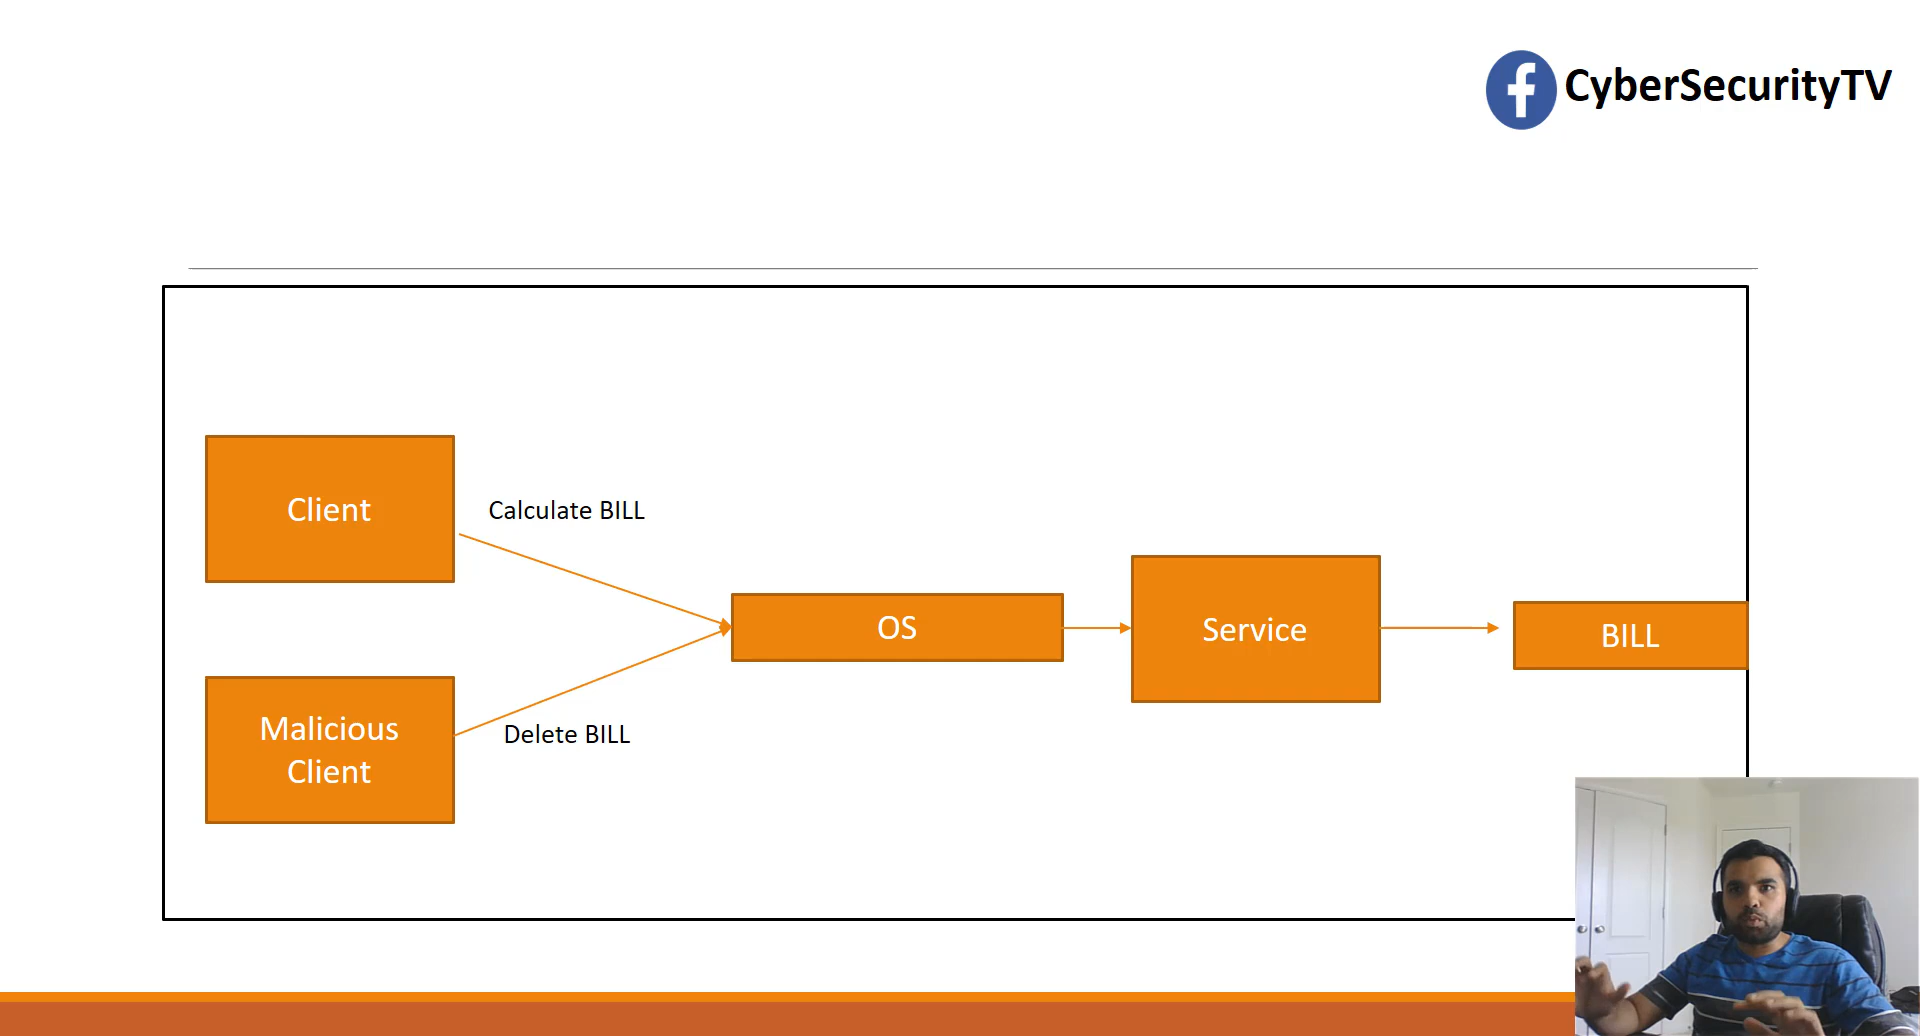 CyberSecurityTV
Client
Calculate BILL
OS
Service
BILL
Malicious
Client
Delete BILL